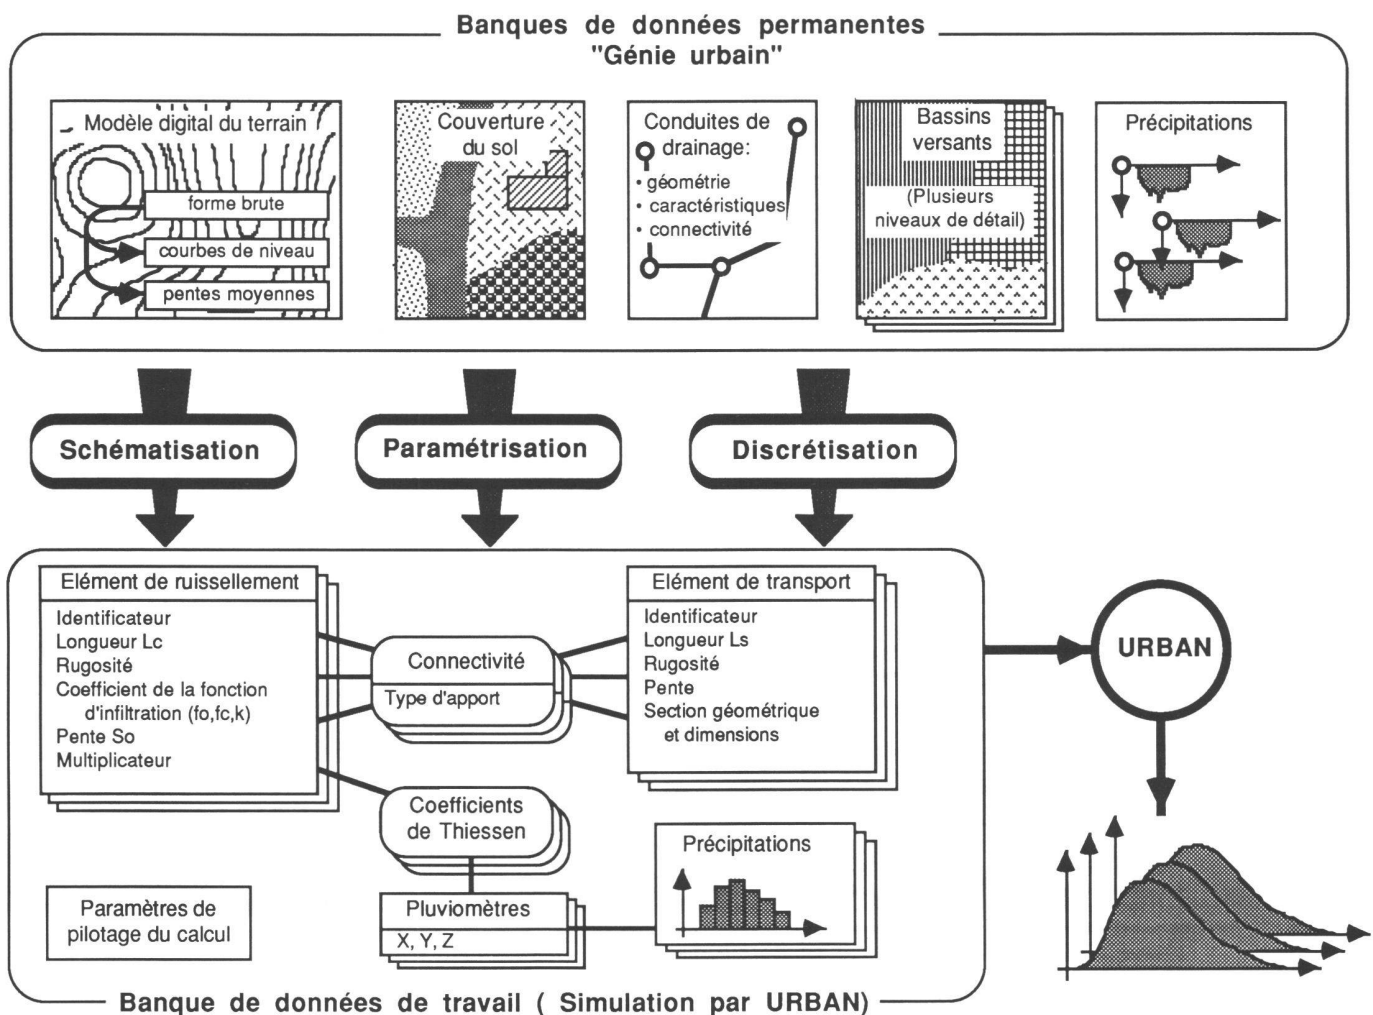 Banques de données permanentes
"Génie urbain"
Modèle digital du terrain
forme brute
courbes de niveau
pentes moyennes
Couverture
du sol
Conduites de
drainage:
• géométrie
• caractéristiques
• connectivité
Bassins
versants
(Plusieurs
niveaux de détail)
Précipitations
Schématisation
Paramétrisation
Discrétisation
Elément de ruissellement
Identificateur
Longueur Lc
Rugosité
Coefficient de la fonction
d'infiltration (fo,fc,k)
Pente So
Multiplicateur
Connectivité
Type d'apport
Elément de transport
Identificateur
Longueur Ls
Rugosité
Pente
Section géométrique
et dimensions
URBAN
Coefficients
de Thiessen
Précipitations
Paramètres de
pilotage du calcul
Pluviomètres
X, Y, Z
Banque de données de travail ( Simulation par URBAN)